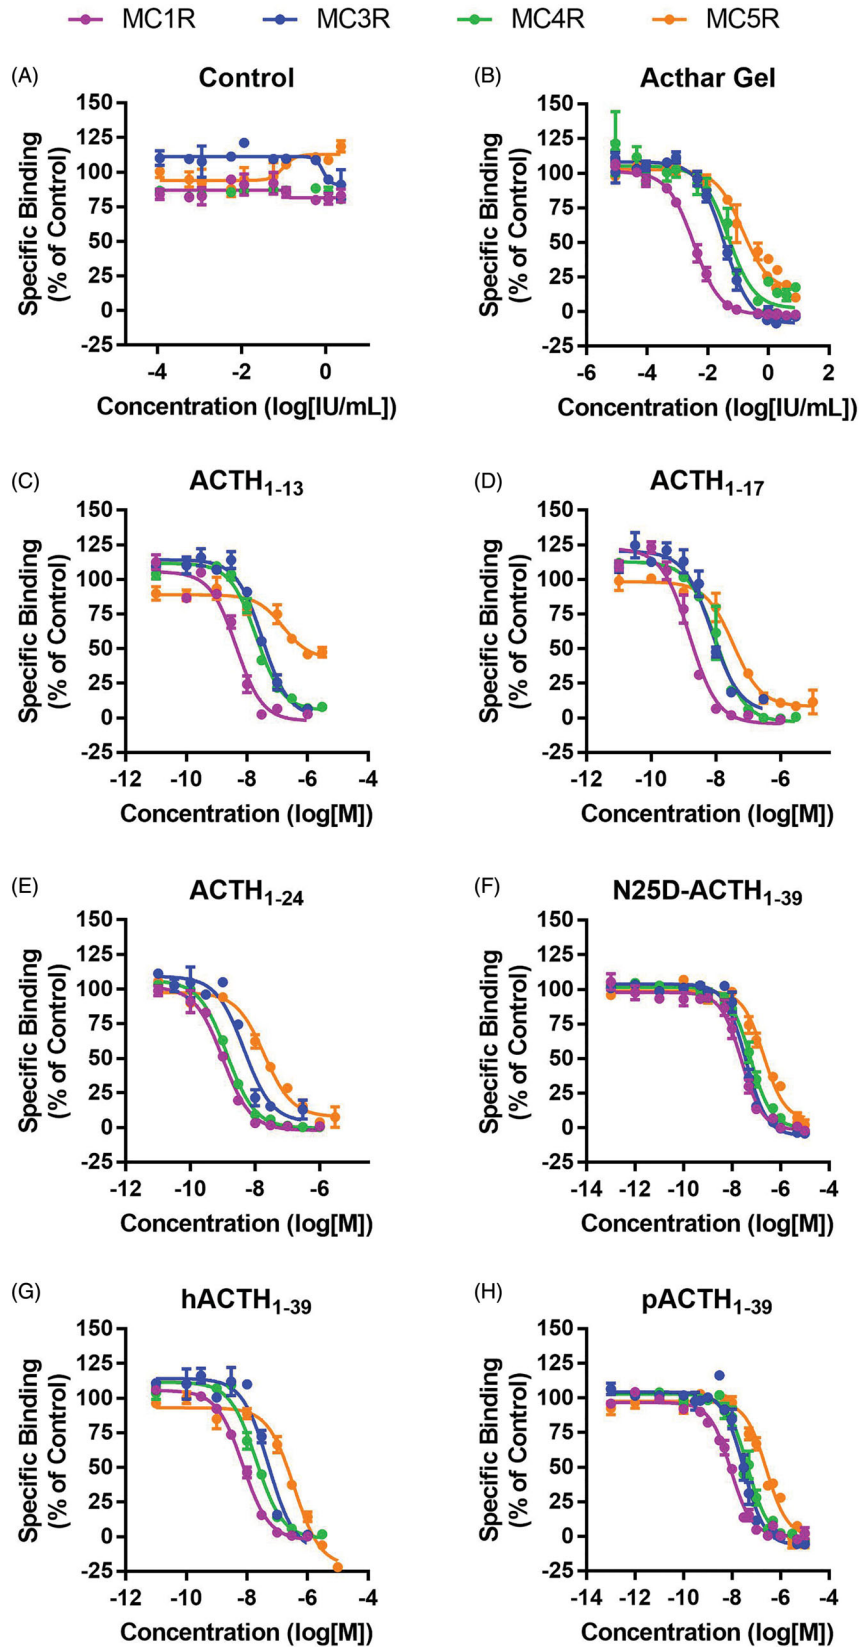 MC1R MC3R MC4R MC5R
(A) Control
Specific Binding
(% of Control)
150
125
100
75
50
25
0
-25
-4 -2 0
Concentration (log[IU/mL])
(B) Acthar Gel
Specific Binding
(% of Control)
150
125
100
75
50
25
0
-25
-6 -4 -2 0 2
Concentration (log[IU/mL])
(C) ACTH1-13
Specific Binding
(% of Control)
150
125
100
75
50
25
0
-25
-12 -10 -8 -6 -4
Concentration (log[M])
(D) ACTH1-17
Specific Binding
(% of Control)
150
125
100
75
50
25
0
-25
-12 -10 -8 -6
Concentration (log[M])
(E) ACTH1-24
Specific Binding
(% of Control)
150
125
100
75
50
25
0
-25
-12 -10 -8 -6
Concentration (log[M])
(F) N25D-ACTH1-39
Specific Binding
(% of Control)
150
125
100
75
50
25
0
-25
-14 -12 -10 -8 -6 -4
Concentration (log[M])
(G) hACTH1-39
Specific Binding
(% of Control)
150
125
100
75
50
25
0
-25
-12 -10 -8 -6 -4
Concentration (log[M])
(H) pACTH1-39
Specific Binding
(% of Control)
150
125
100
75
50
25
0
-25
-14 -12 -10 -8 -6 -4
Concentration (log[M])